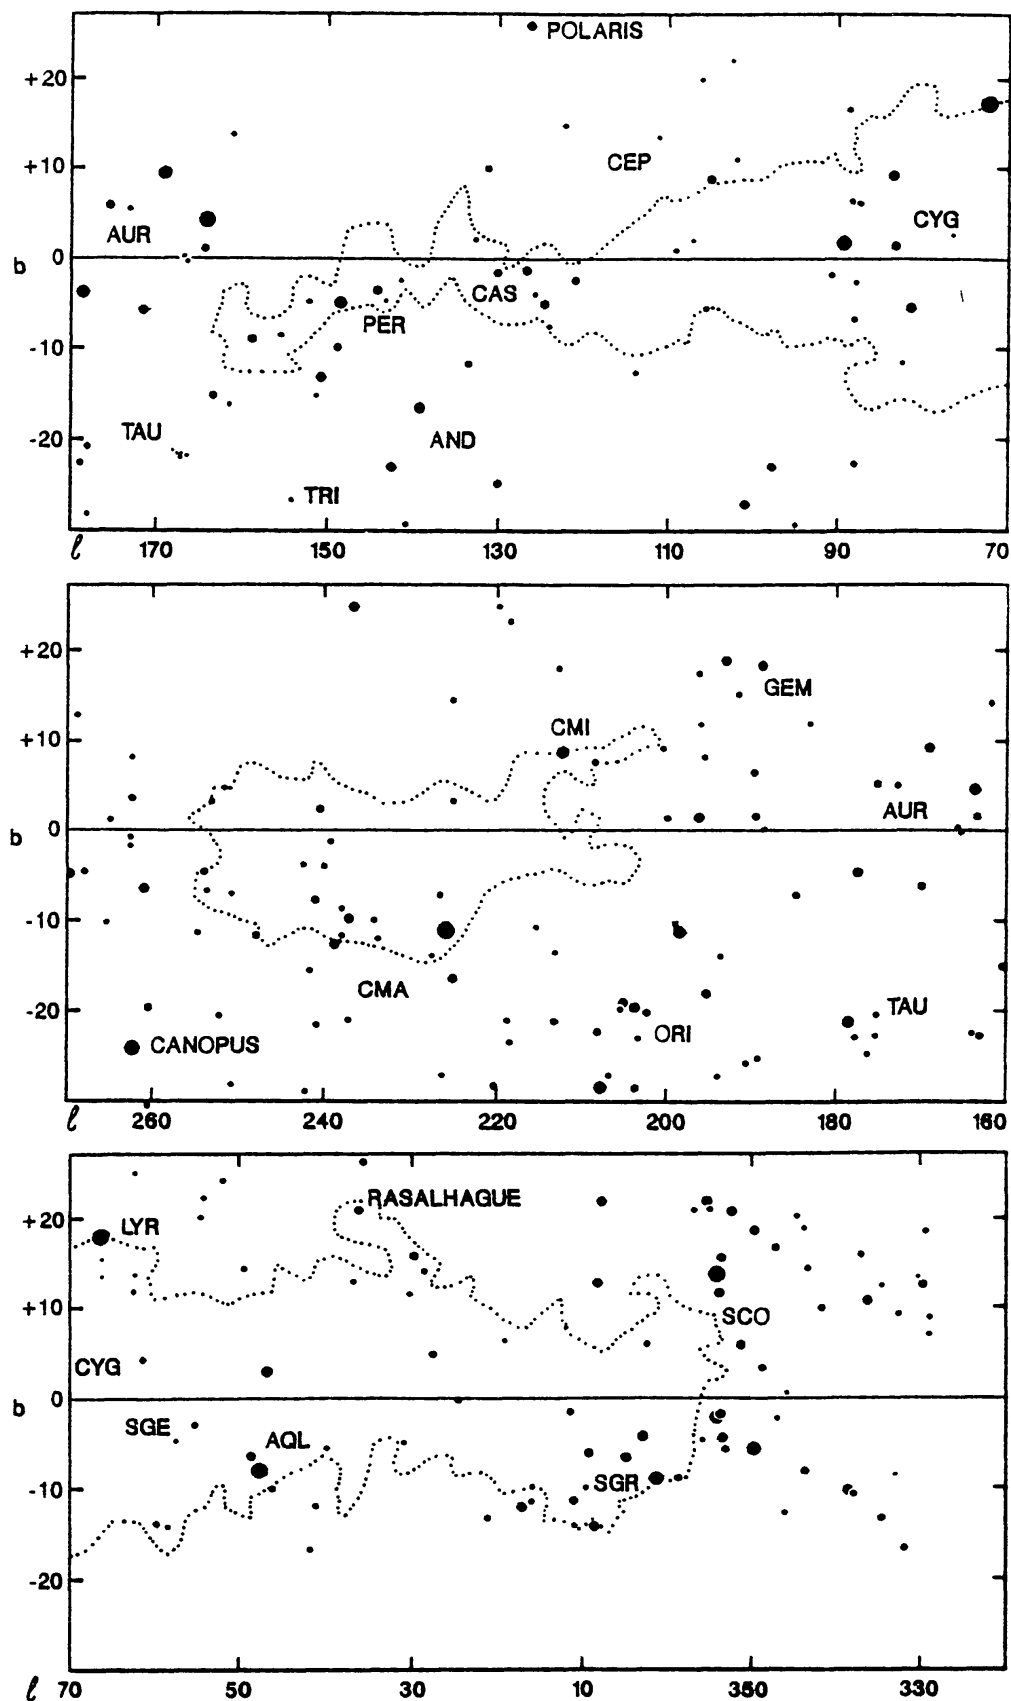 POLARIS
+20
CEP
+10
AUR
CYG
b
0
CAS
PER
-10
TAU
AND
-20
TRI
ℓ
170
150
130
110
90
70
+20
GEM
CMI
+10
AUR
b
0
-10
CMA
TAU
-20
ORI
CANOPUS
ℓ
260
240
220
200
180
160
RASALHAGUE
+20
LYR
+10
SCO
CYG
b
0
SGE
AQL
SGR
-10
-20
ℓ
70
50
30
10
350
330